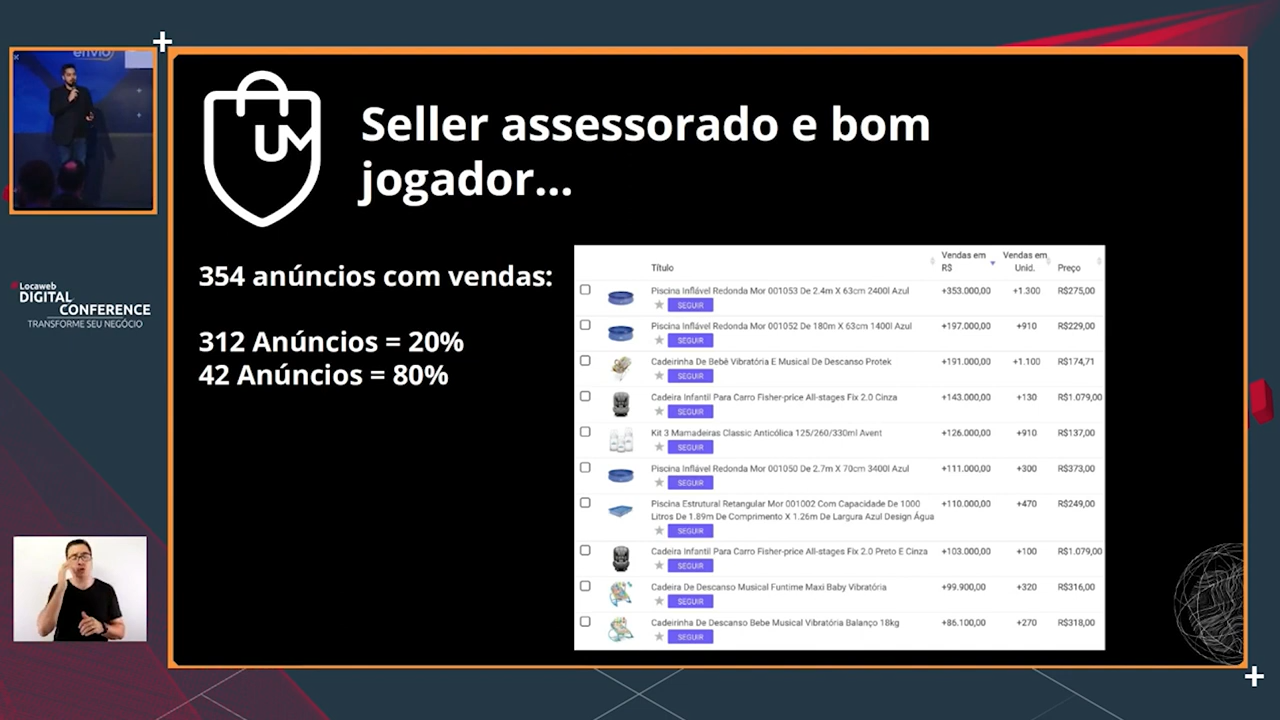 envio
Locaweb
DIGITAL
CONFERENCE
TRANSFORME SEU NEGÓCIO
UM
Seller assessorado e bom
jogador...
354 anúncios com vendas:
312 Anúncios = 20%
42 Anúncios = 80%
Título Vendas em R$ Vendas em Unid. Preço
Piscina Inflável Redonda Mor 001053 De 2.4m X 63cm 2400l Azul +353.000,00 +1.300 R$275,00
SEGUIR
Piscina Inflável Redonda Mor 001052 De 180m X 63cm 1400l Azul +197.000,00 +910 R$229,00
SEGUIR
Cadeirinha De Bebê Vibratória E Musical De Descanso Protek +191.000,00 +1.100 R$174,71
SEGUIR
Cadeira Infantil Para Carro Fisher-price All-stages Fix 2.0 Cinza +143.000,00 +130 R$1.079,00
SEGUIR
Kit 3 Mamadeiras Classic Anticólica 125/260/330ml Avent +126.000,00 +910 R$137,00
SEGUIR
Piscina Inflável Redonda Mor 001050 De 2.7m X 70cm 3400l Azul +111.000,00 +300 R$373,00
SEGUIR
Piscina Estrutural Retangular Mor 001002 Com Capacidade De 1000 +110.000,00 +470 R$249,00
Litros De 1.89m De Comprimento X 1.26m De Largura Azul Design Água
SEGUIR
Cadeira Infantil Para Carro Fisher-price All-stages Fix 2.0 Preto E Cinza +103.000,00 +100 R$1.079,00
SEGUIR
Cadeira De Descanso Musical Funtime Maxi Baby Vibratória +99.900,00 +320 R$316,00
SEGUIR
Cadeirinha De Descanso Bebe Musical Vibratória Balanço 18kg +86.100,00 +270 R$318,00
SEGUIR